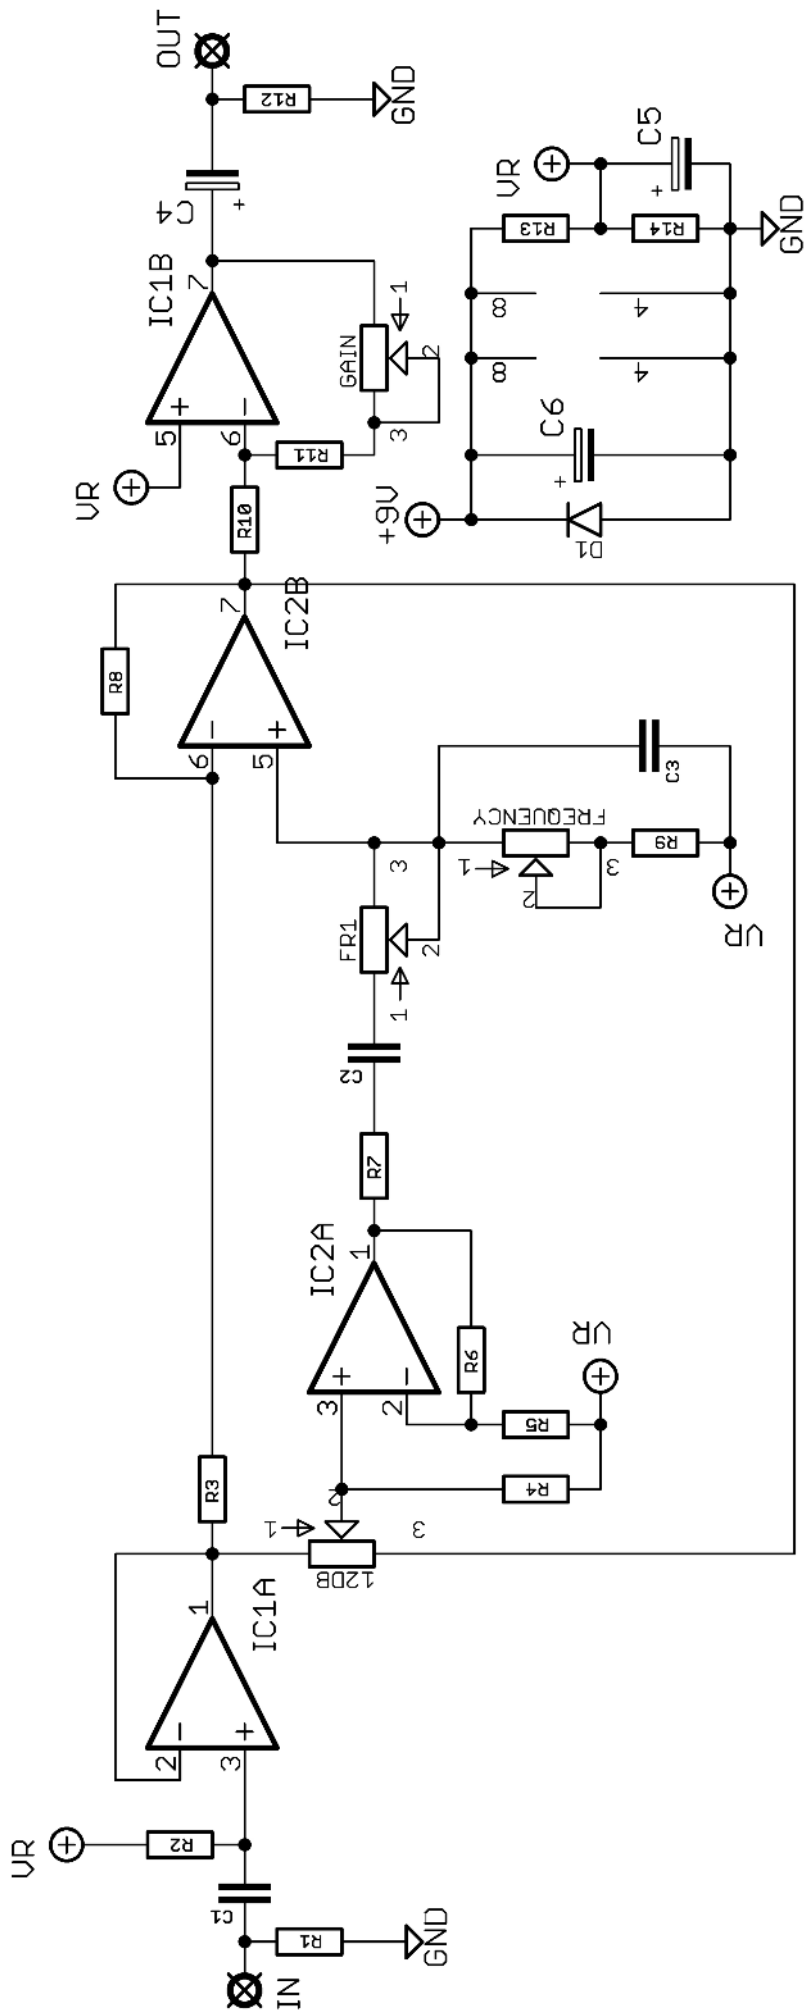 IN
R1
GND
C1
R2
VR
3
2
+
−
1
IC1A
R3
12DB
1
2
3
R4
R5
VR
R6
3
2
+
−
1
IC2A
R7
C2
FR1
1
2
3
FREQUENCY
1
2
3
R9
C3
VR
6
5
−
+
7
IC2B
R8
R10
VR
5
6
+
−
7
IC1B
R11
GAIN
1
2
3
C4
+
R12
GND
OUT
+9V
D1
C6
+
8
4
8
4
R13
R14
VR
C5
+
GND